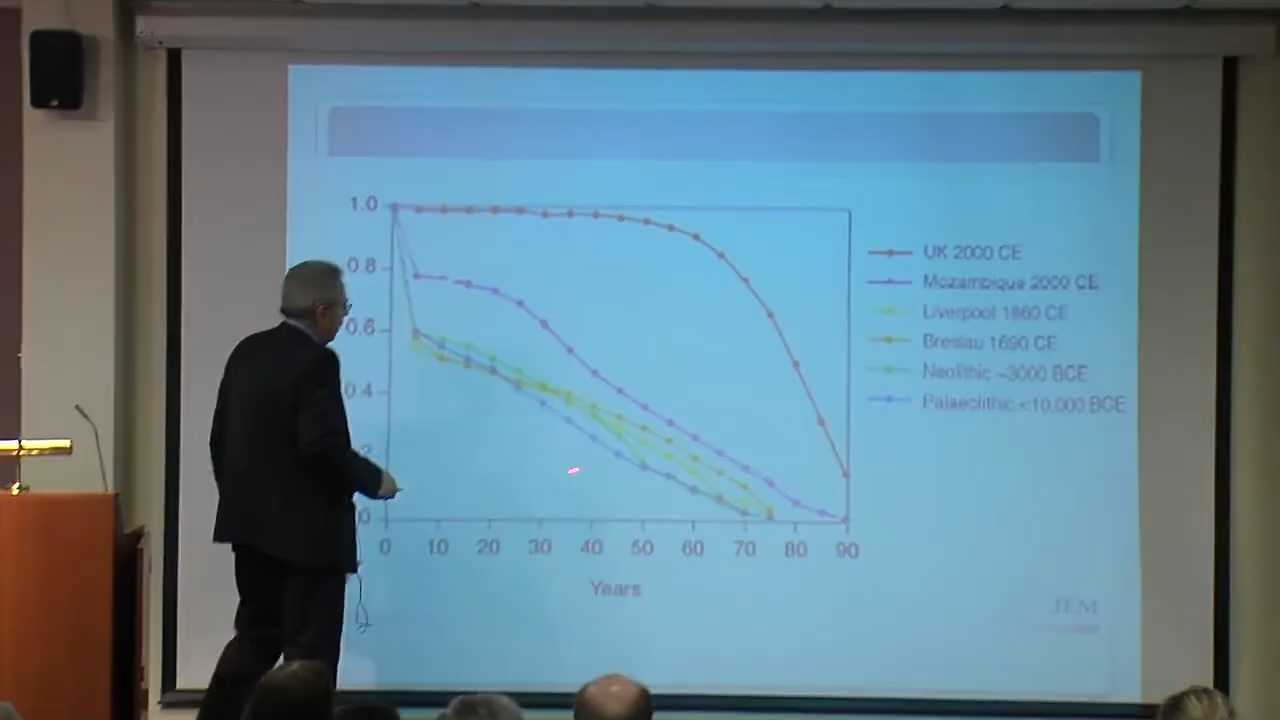 1.0
0.8
0.6
0.4
2
0
0 10 20 30 40 50 60 70 80 90
Years
UK 2000 CE
Mozambique 2000 CE
Liverpool 1860 CE
Breslau 1690 CE
Neolithic ~3000 BCE
Palaeolithic <10,000 BCE
JEM